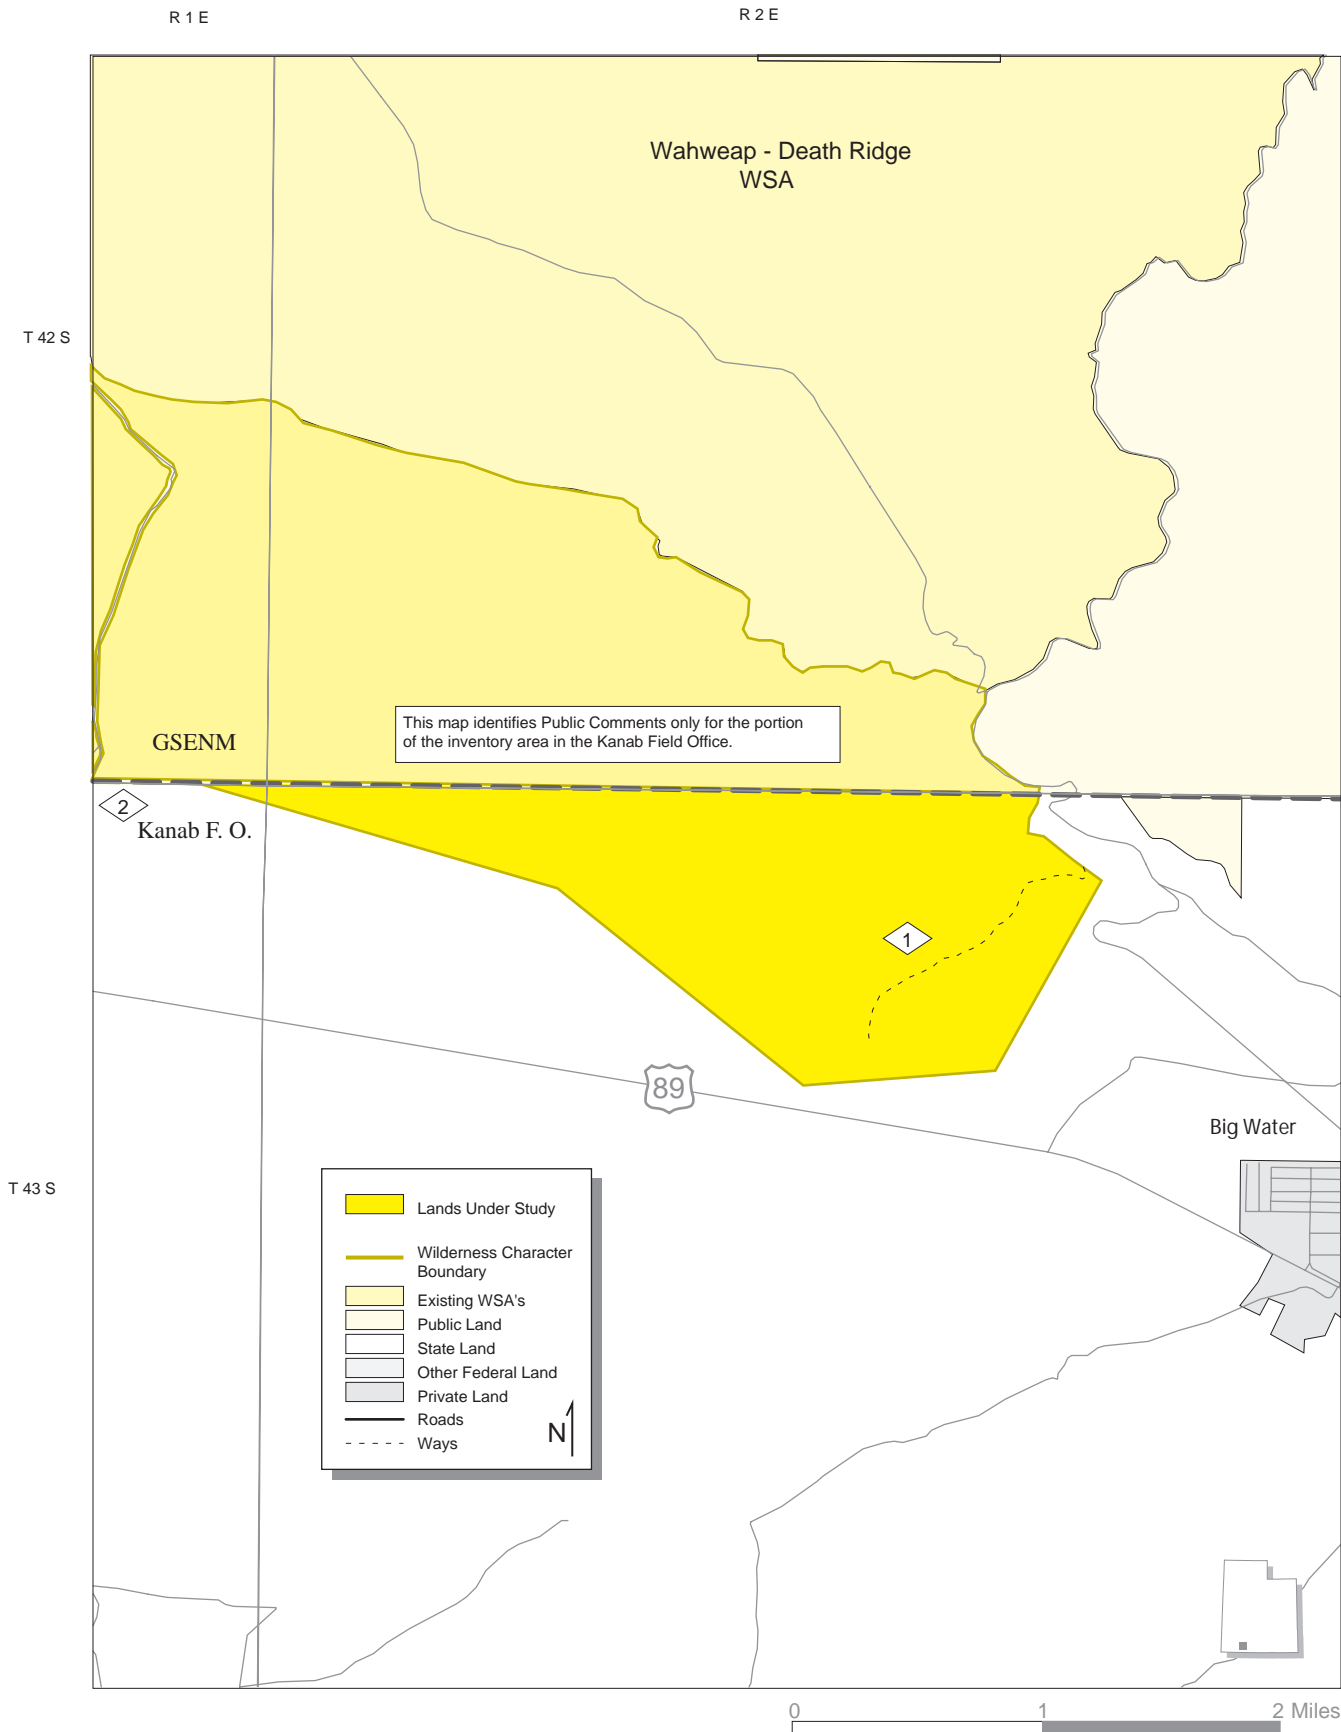 R 1 E
R 2 E
Wahweap - Death Ridge
WSA
T 42 S
This map identifies Public Comments only for the portion
of the inventory area in the Kanab Field Office.
GSENM
2
Kanab F. O.
1
89
Big Water
T 43 S
Lands Under Study
Wilderness Character
Boundary
Existing WSA's
Public Land
State Land
Other Federal Land
Private Land
Roads
Ways
N
0 1 2 Miles